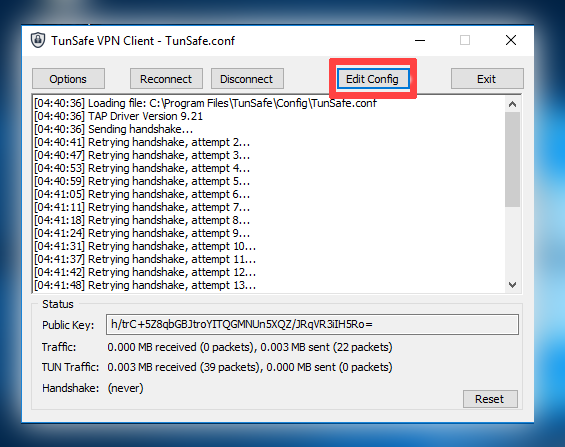 TunSafe VPN Client - TunSafe.conf
Options Reconnect Disconnect Edit Config Exit
[04:40:36] Loading file: C:\Program Files\TunSafe\Config\TunSafe.conf
[04:40:36] TAP Driver Version 9.21
[04:40:36] Sending handshake...
[04:40:41] Retrying handshake, attempt 2...
[04:40:47] Retrying handshake, attempt 3...
[04:40:53] Retrying handshake, attempt 4...
[04:40:59] Retrying handshake, attempt 5...
[04:41:05] Retrying handshake, attempt 6...
[04:41:11] Retrying handshake, attempt 7...
[04:41:18] Retrying handshake, attempt 8...
[04:41:24] Retrying handshake, attempt 9...
[04:41:31] Retrying handshake, attempt 10...
[04:41:37] Retrying handshake, attempt 11...
[04:41:42] Retrying handshake, attempt 12...
[04:41:48] Retrying handshake, attempt 13...
Status
Public Key: h/trC+5Z8qbGBJtroYITQGMNUn5XQZ/JRqVR3iIH5Ro=
Traffic: 0.000 MB received (0 packets), 0.003 MB sent (22 packets)
TUN Traffic: 0.003 MB received (39 packets), 0.000 MB sent (0 packets)
Handshake: (never)
Reset